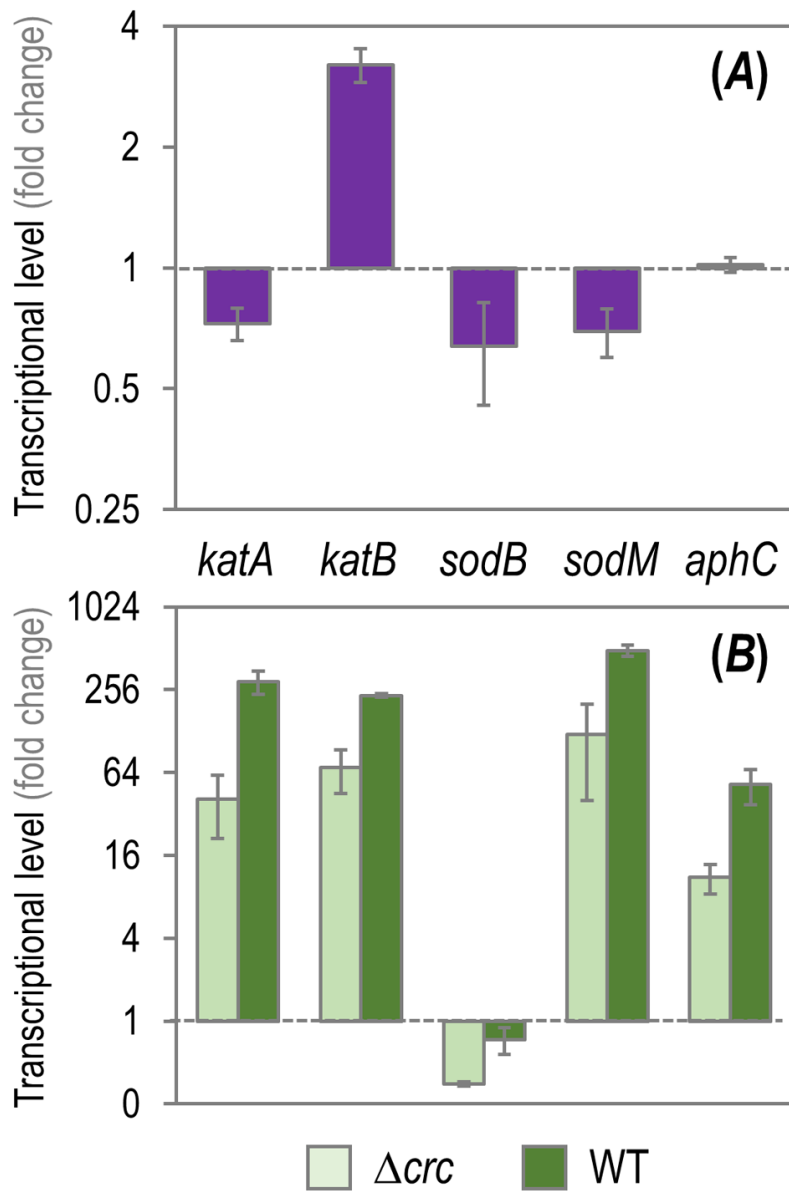 (A)
Transcriptional level (fold change)
4
2
1
0.5
0.25
katA katB sodB sodM aphC
(B)
Transcriptional level (fold change)
1024
256
64
16
4
1
0
Δcrc WT